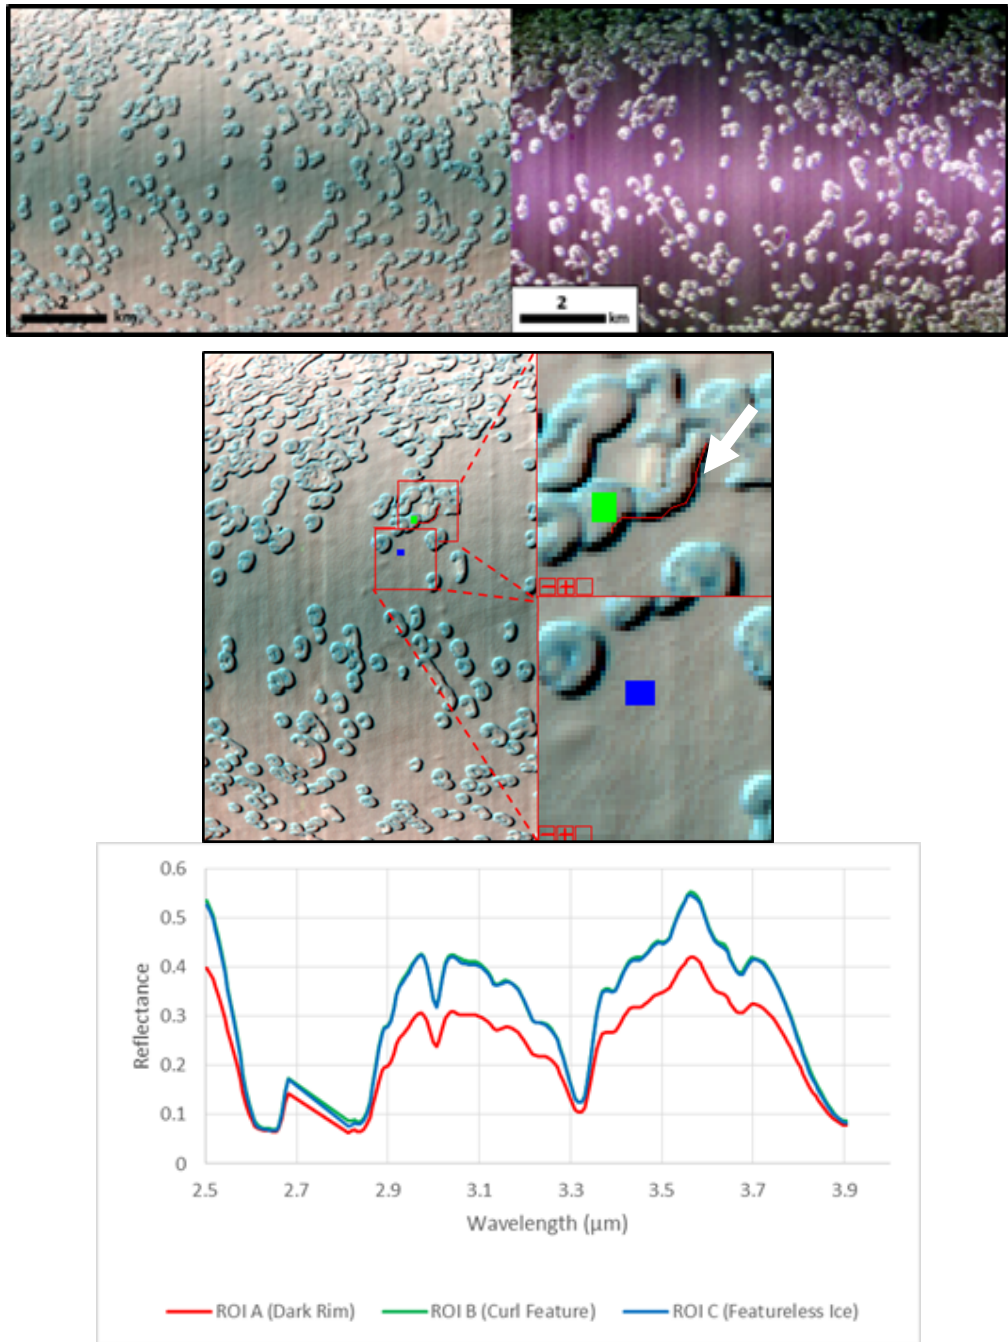 2
km
2
km
0.6
0.5
0.4
0.3
0.2
0.1
0
Reflectance
2.5 2.7 2.9 3.1 3.3 3.5 3.7 3.9
Wavelength (µm)
ROI A (Dark Rim) ROI B (Curl Feature) ROI C (Featureless Ice)